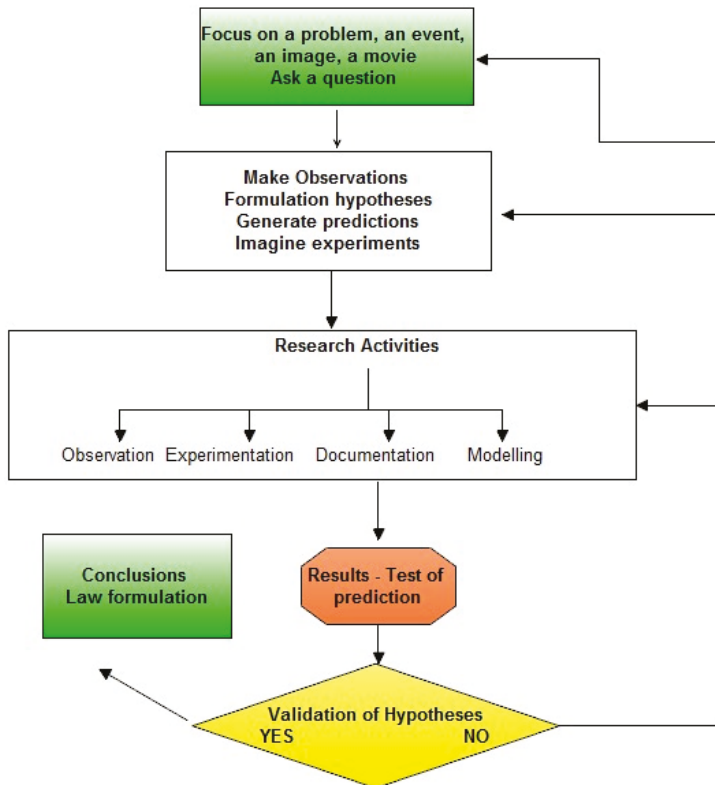 Focus on a problem, an event,
an image, a movie
Ask a question
Make Observations
Formulation hypotheses
Generate predictions
Imagine experiments
Research Activities
Observation Experimentation Documentation Modelling
Conclusions
Law formulation
Results - Test of
prediction
Validation of Hypotheses
YES NO